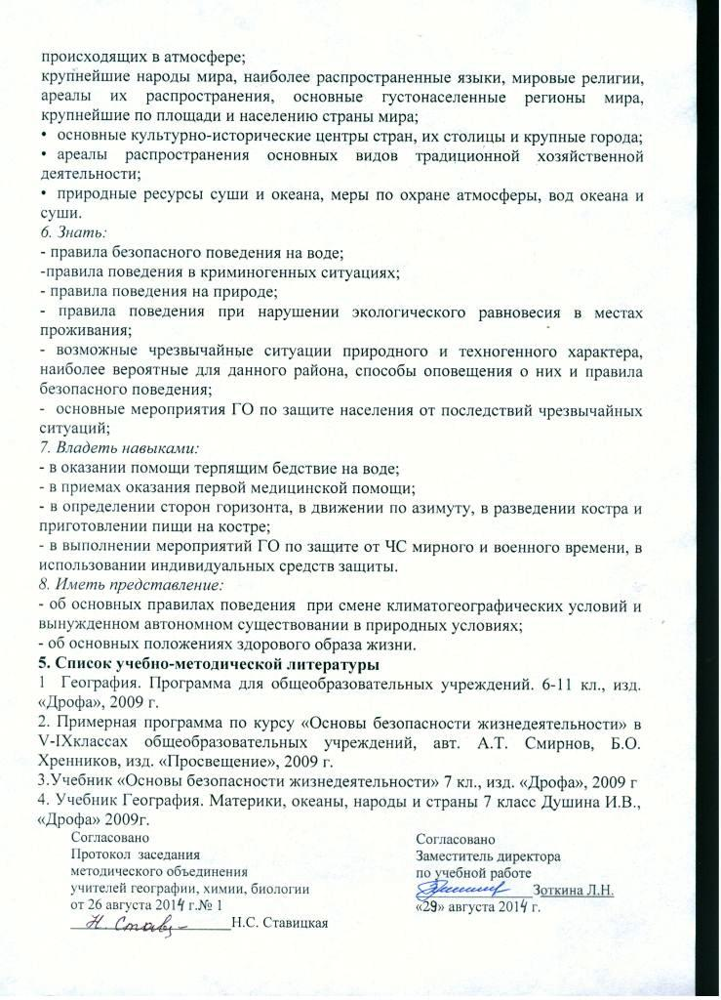 происходящих в атмосфере;
крупнейшие народы мира, наиболее распространенные языки, мировые религии,
ареалы их распространения, основные густонаселенные регионы мира,
крупнейшие по площади и населению страны мира;
• основные культурно-исторические центры стран, их столицы и крупные города;
• ареалы распространения основных видов традиционной хозяйственной
деятельности;
• природные ресурсы суши и океана, меры по охране атмосферы, вод океана и
суши.
6. Знать:
- правила безопасного поведения на воде;
-правила поведения в криминогенных ситуациях;
- правила поведения на природе;
- правила поведения при нарушении экологического равновесия в местах
проживания;
- возможные чрезвычайные ситуации природного и техногенного характера,
наиболее вероятные для данного района, способы оповещения о них и правила
безопасного поведения;
- основные мероприятия ГО по защите населения от последствий чрезвычайных
ситуаций;
7. Владеть навыками:
- в оказании помощи терпящим бедствие на воде;
- в приемах оказания первой медицинской помощи;
- в определении сторон горизонта, в движении по азимуту, в разведении костра и
приготовлении пищи на костре;
- в выполнении мероприятий ГО по защите от ЧС мирного и военного времени, в
использовании индивидуальных средств защиты.
8. Иметь представление:
- об основных правилах поведения при смене климатогеографических условий и
вынужденном автономном существовании в природных условиях;
- об основных положениях здорового образа жизни.
5. Список учебно-методической литературы
1 География. Программа для общеобразовательных учреждений. 6-11 кл., изд.
«Дрофа», 2009 г.
2. Примерная программа по курсу «Основы безопасности жизнедеятельности» в
V-IXклассах общеобразовательных учреждений, авт. А.Т. Смирнов, Б.О.
Хренников, изд. «Просвещение», 2009 г.
3.Учебник «Основы безопасности жизнедеятельности» 7 кл., изд. «Дрофа», 2009 г
4. Учебник География. Материки, океаны, народы и страны 7 класс Душина И.В.,
«Дрофа» 2009г.
Согласовано
Протокол заседания
методического объединения
учителей географии, химии, биологии
от 26 августа 2014 г.№ 1
Н.С. Ставицкая
Согласовано
Заместитель директора
по учебной работе
Зоткина Л.Н.
«29» августа 2014 г.